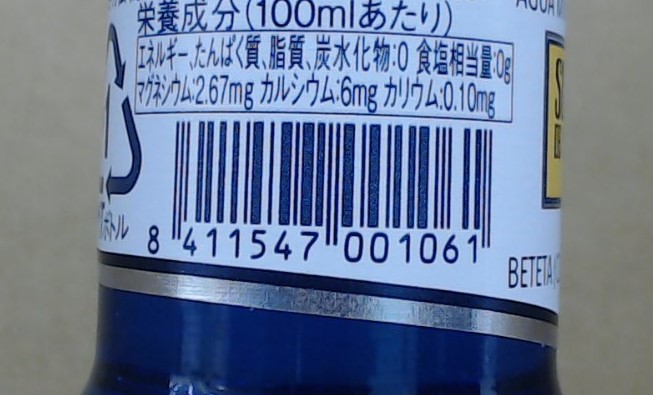 栄養成分(100mlあたり)
エネルギー、たんぱく質、脂質、炭水化物:0 食塩相当量:0g
マグネシウム:2.67mg カルシウム:6mg カリウム:0.10mg
1
ボトル
8 411547 001061
BETETA